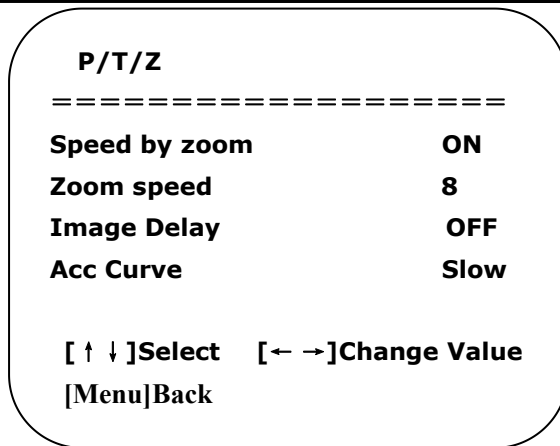 P/T/Z
===================
Speed by zoom ON
Zoom speed 8
Image Delay OFF
Acc Curve Slow
[↑↓]Select [← →]Change Value
[Menu]Back